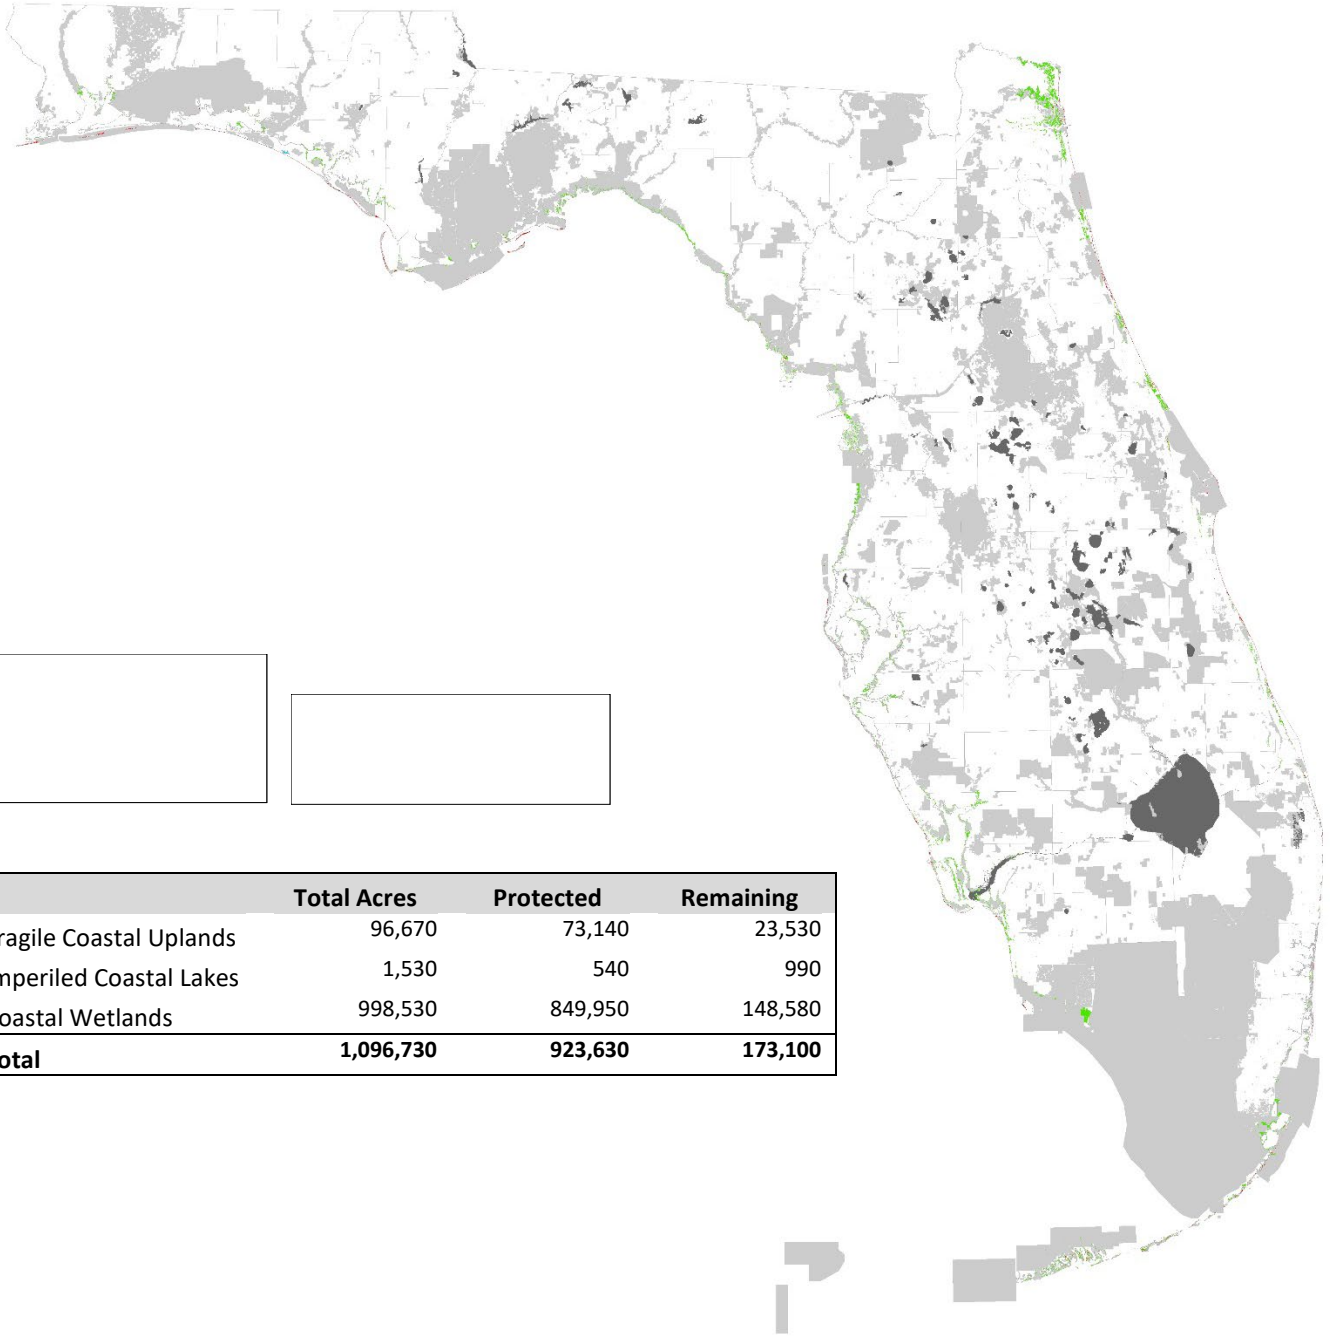 Total Acres Protected Remaining
ragile Coastal Uplands 96,670 73,140 23,530
mperiled Coastal Lakes 1,530 540 990
oastal Wetlands 998,530 849,950 148,580
otal 1,096,730 923,630 173,100